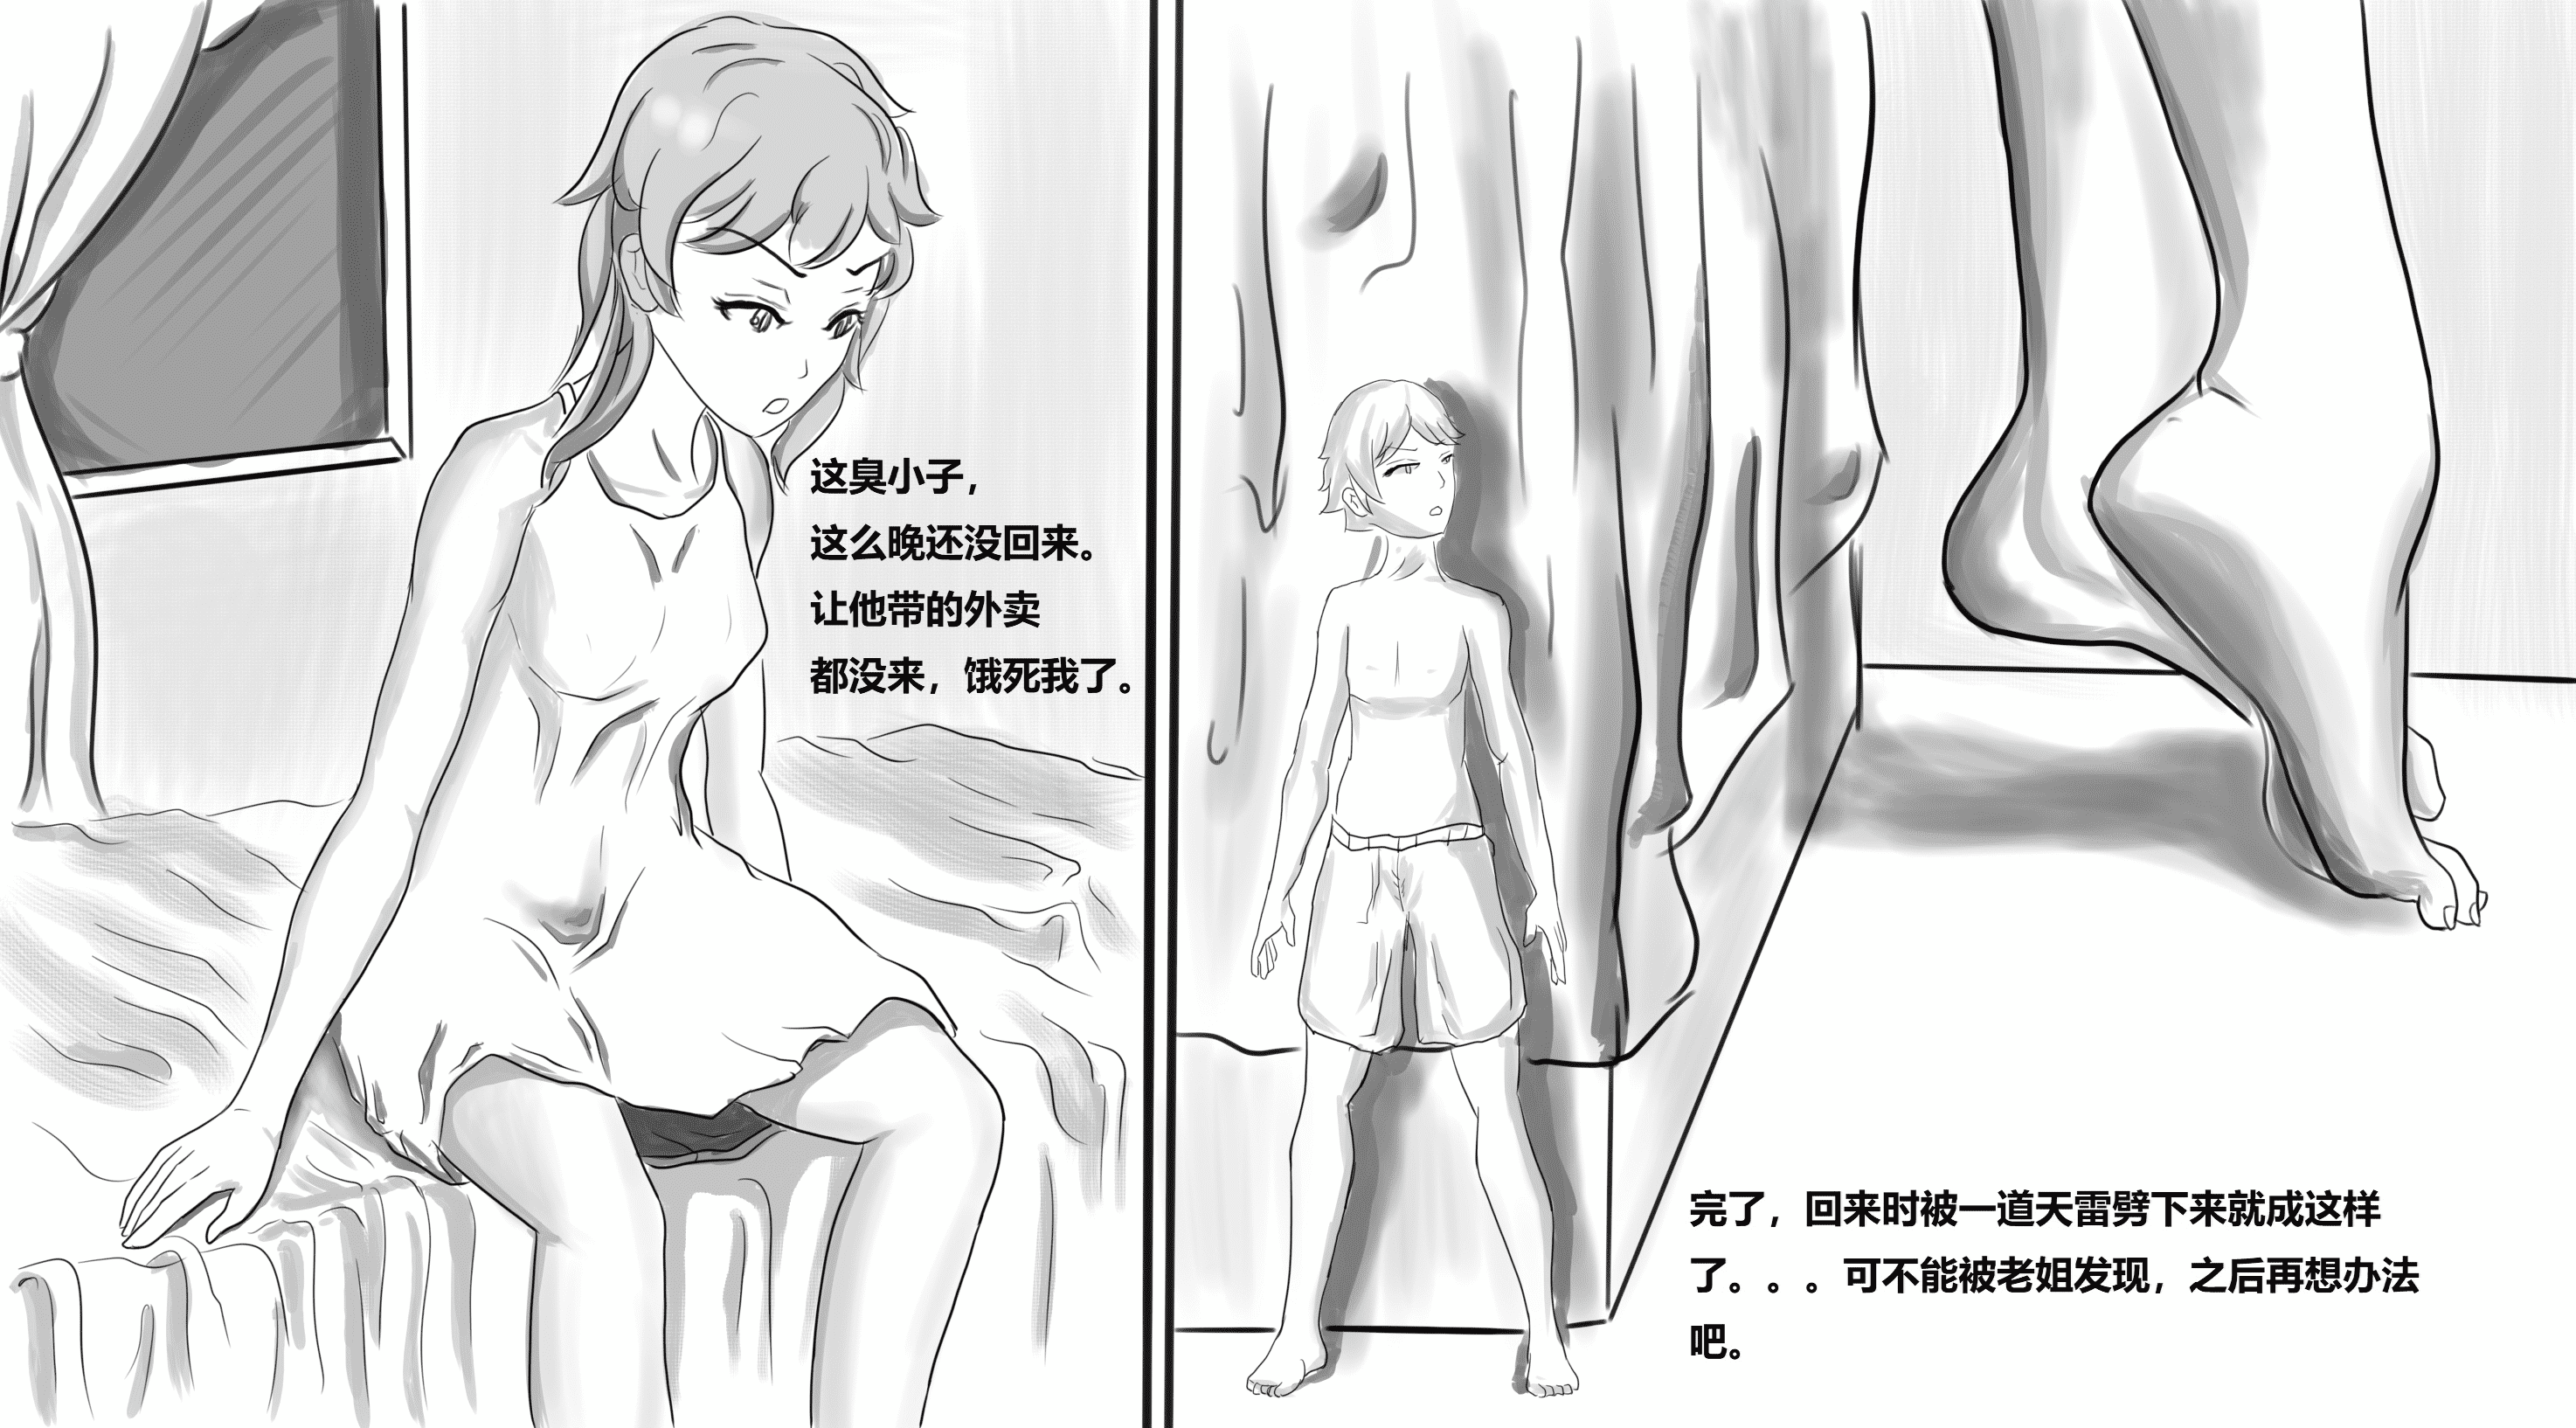 这臭小子，
这么晚还没回来。
让他带的外卖
都没来，饿死我了。
完了，回来时被一道天雷劈下来就成这样
了。。。可不能被老姐发现，之后再想办法
吧。